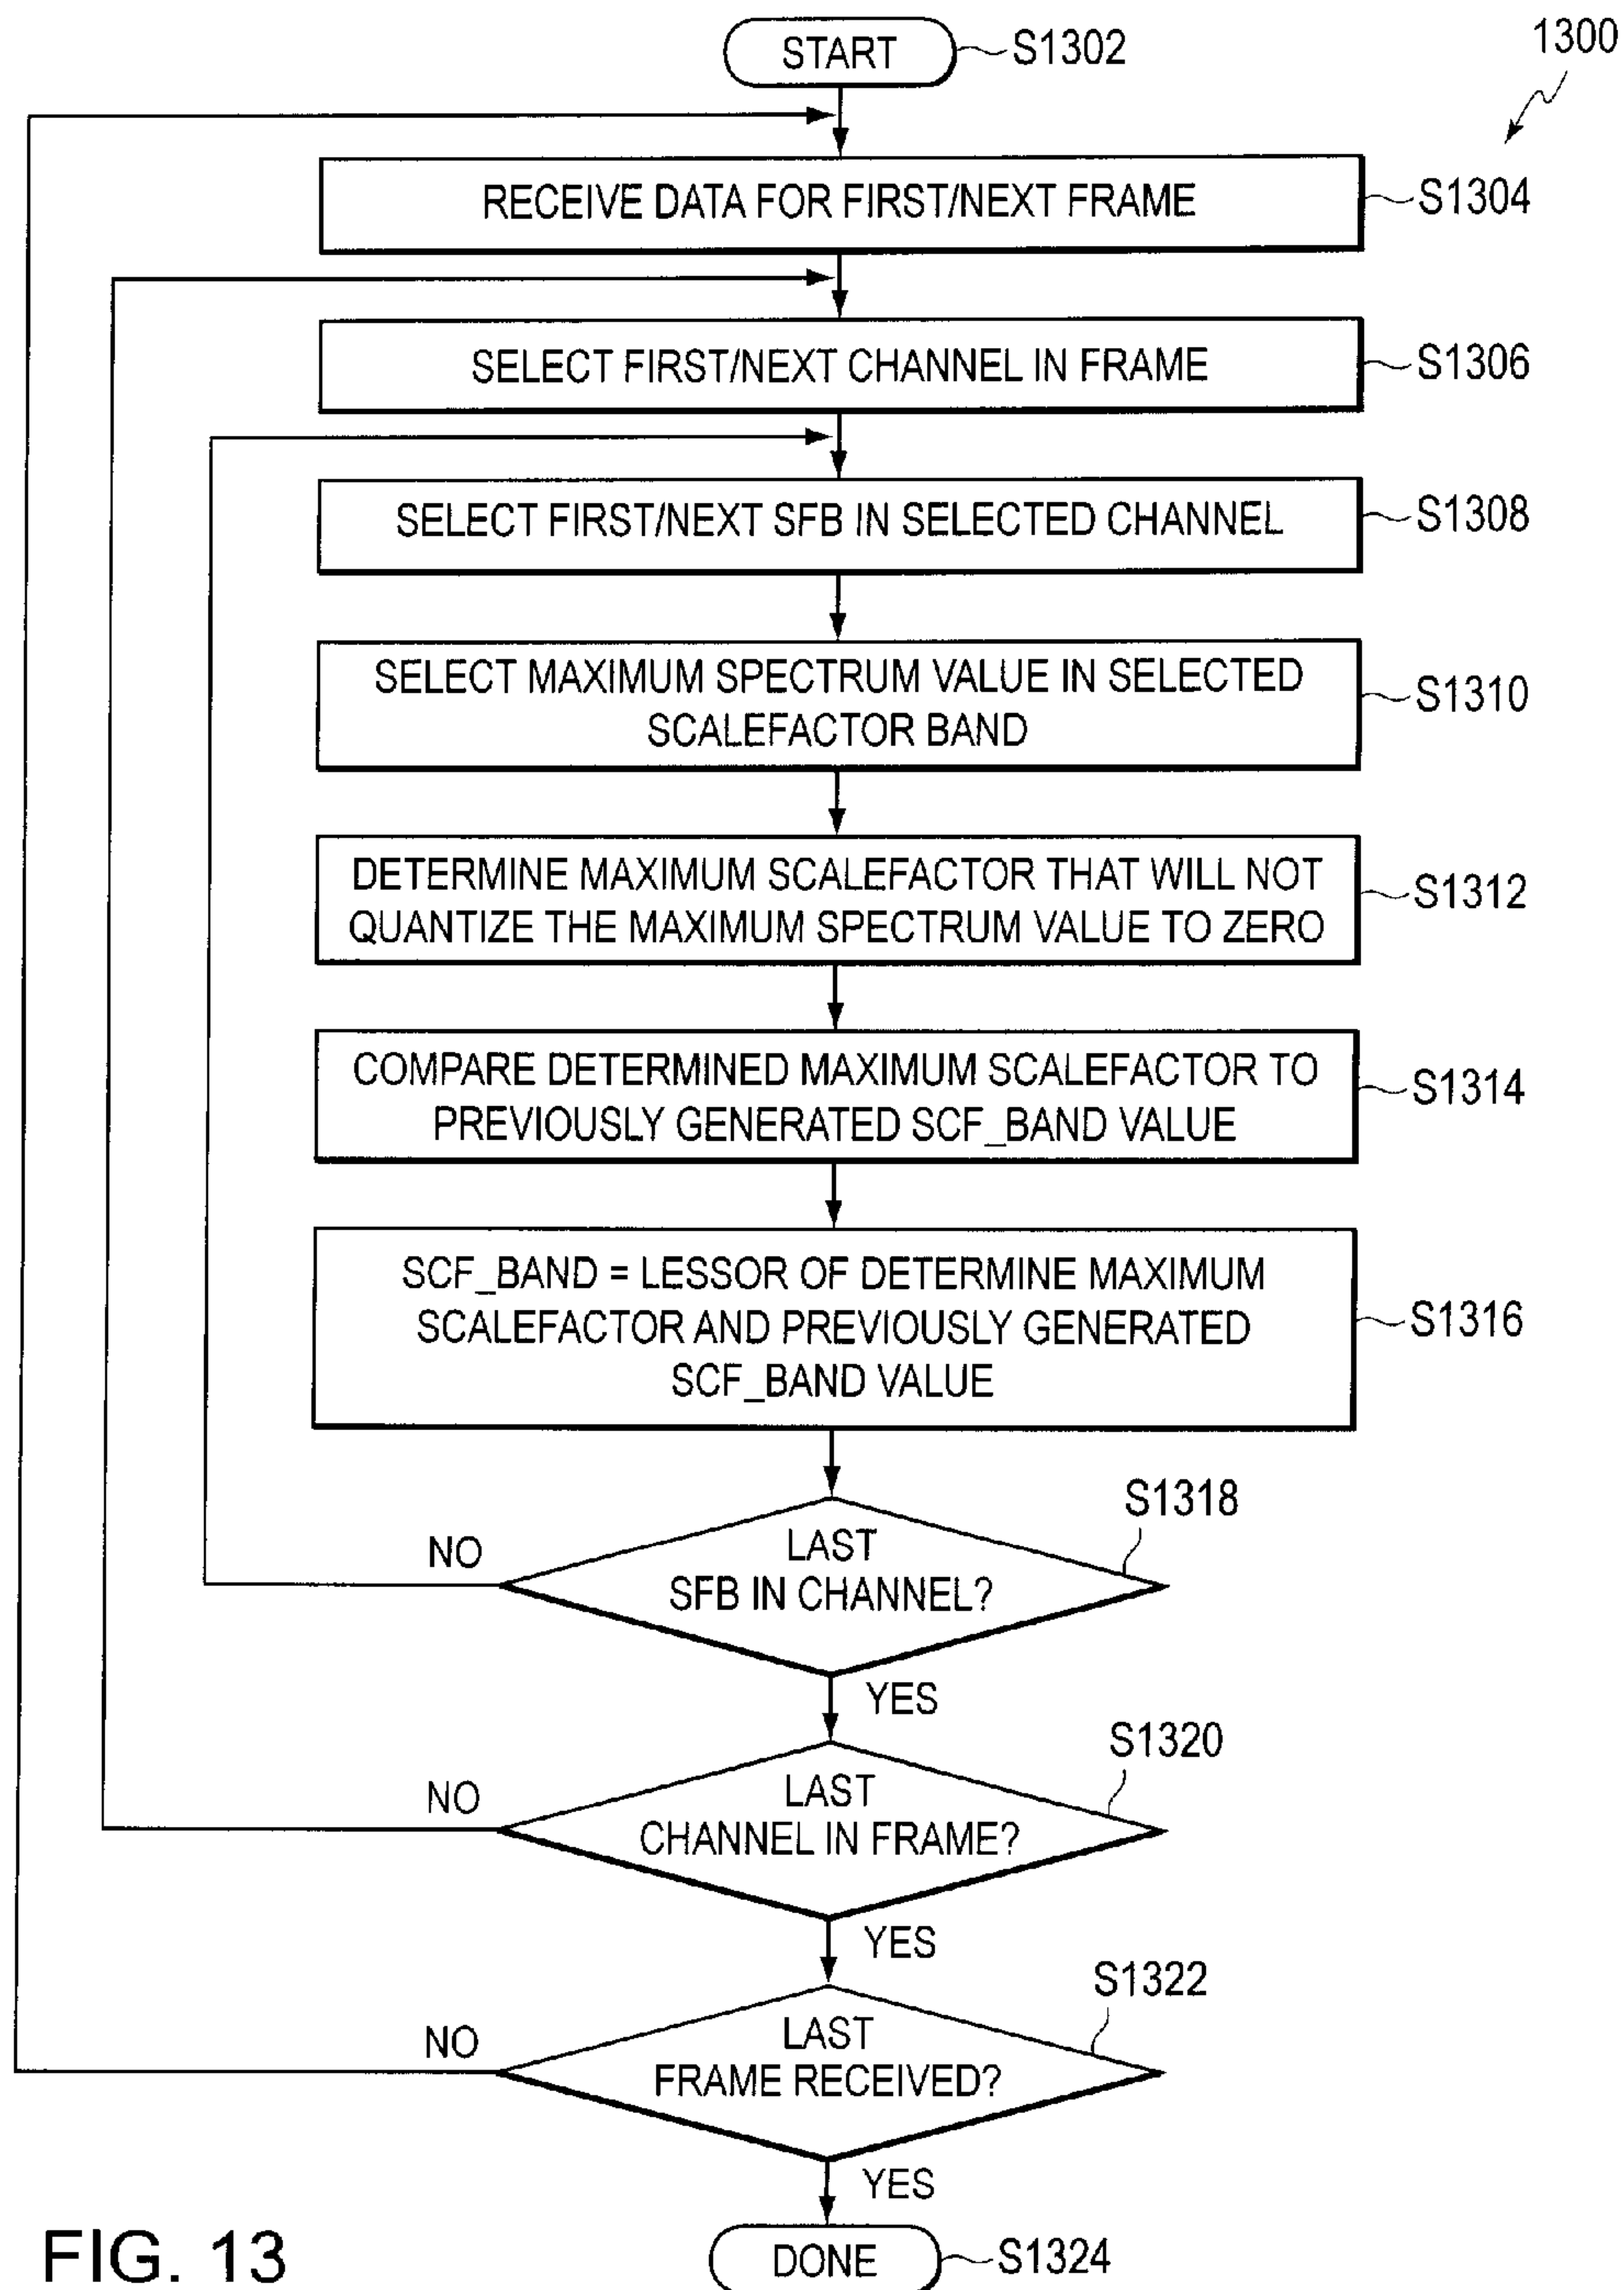 START
S1302
1300
RECEIVE DATA FOR FIRST/NEXT FRAME
S1304
SELECT FIRST/NEXT CHANNEL IN FRAME
S1306
SELECT FIRST/NEXT SFB IN SELECTED CHANNEL
S1308
SELECT MAXIMUM SPECTRUM VALUE IN SELECTED
SCALEFACTOR BAND
S1310
DETERMINE MAXIMUM SCALEFACTOR THAT WILL NOT
QUANTIZE THE MAXIMUM SPECTRUM VALUE TO ZERO
S1312
COMPARE DETERMINED MAXIMUM SCALEFACTOR TO
PREVIOUSLY GENERATED SCF_BAND VALUE
S1314
SCF_BAND = LESSOR OF DETERMINE MAXIMUM
SCALEFACTOR AND PREVIOUSLY GENERATED
SCF_BAND VALUE
S1316
S1318
NO
LAST
SFB IN CHANNEL?
YES
S1320
NO
LAST
CHANNEL IN FRAME?
YES
S1322
NO
LAST
FRAME RECEIVED?
YES
DONE
S1324
FIG. 13